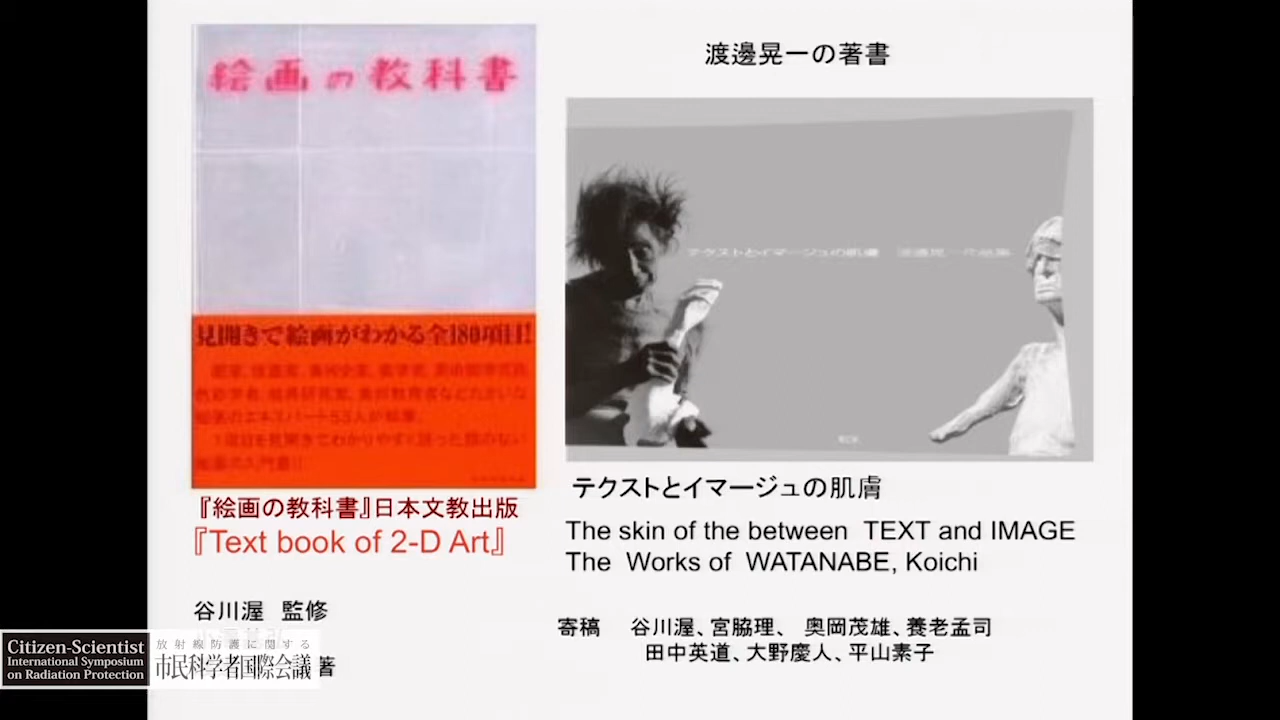 渡邊晃一の著書
絵画の教科書
見開きで絵画がわかる全180項目!
テクストとイマージュの肌膚
『絵画の教科書』日本文教出版
『Text book of 2-D Art』
谷川渥 監修
著
テクストとイマージュの肌膚
The skin of the between TEXT and IMAGE
The Works of WATANABE, Koichi
寄稿 谷川渥、宮脇理、 奥岡茂雄、養老孟司
田中英道、大野慶人、平山素子
Citizen-Scientist
International Symposium
on Radiation Protection
放射線防護に関する
市民科学者国際会議